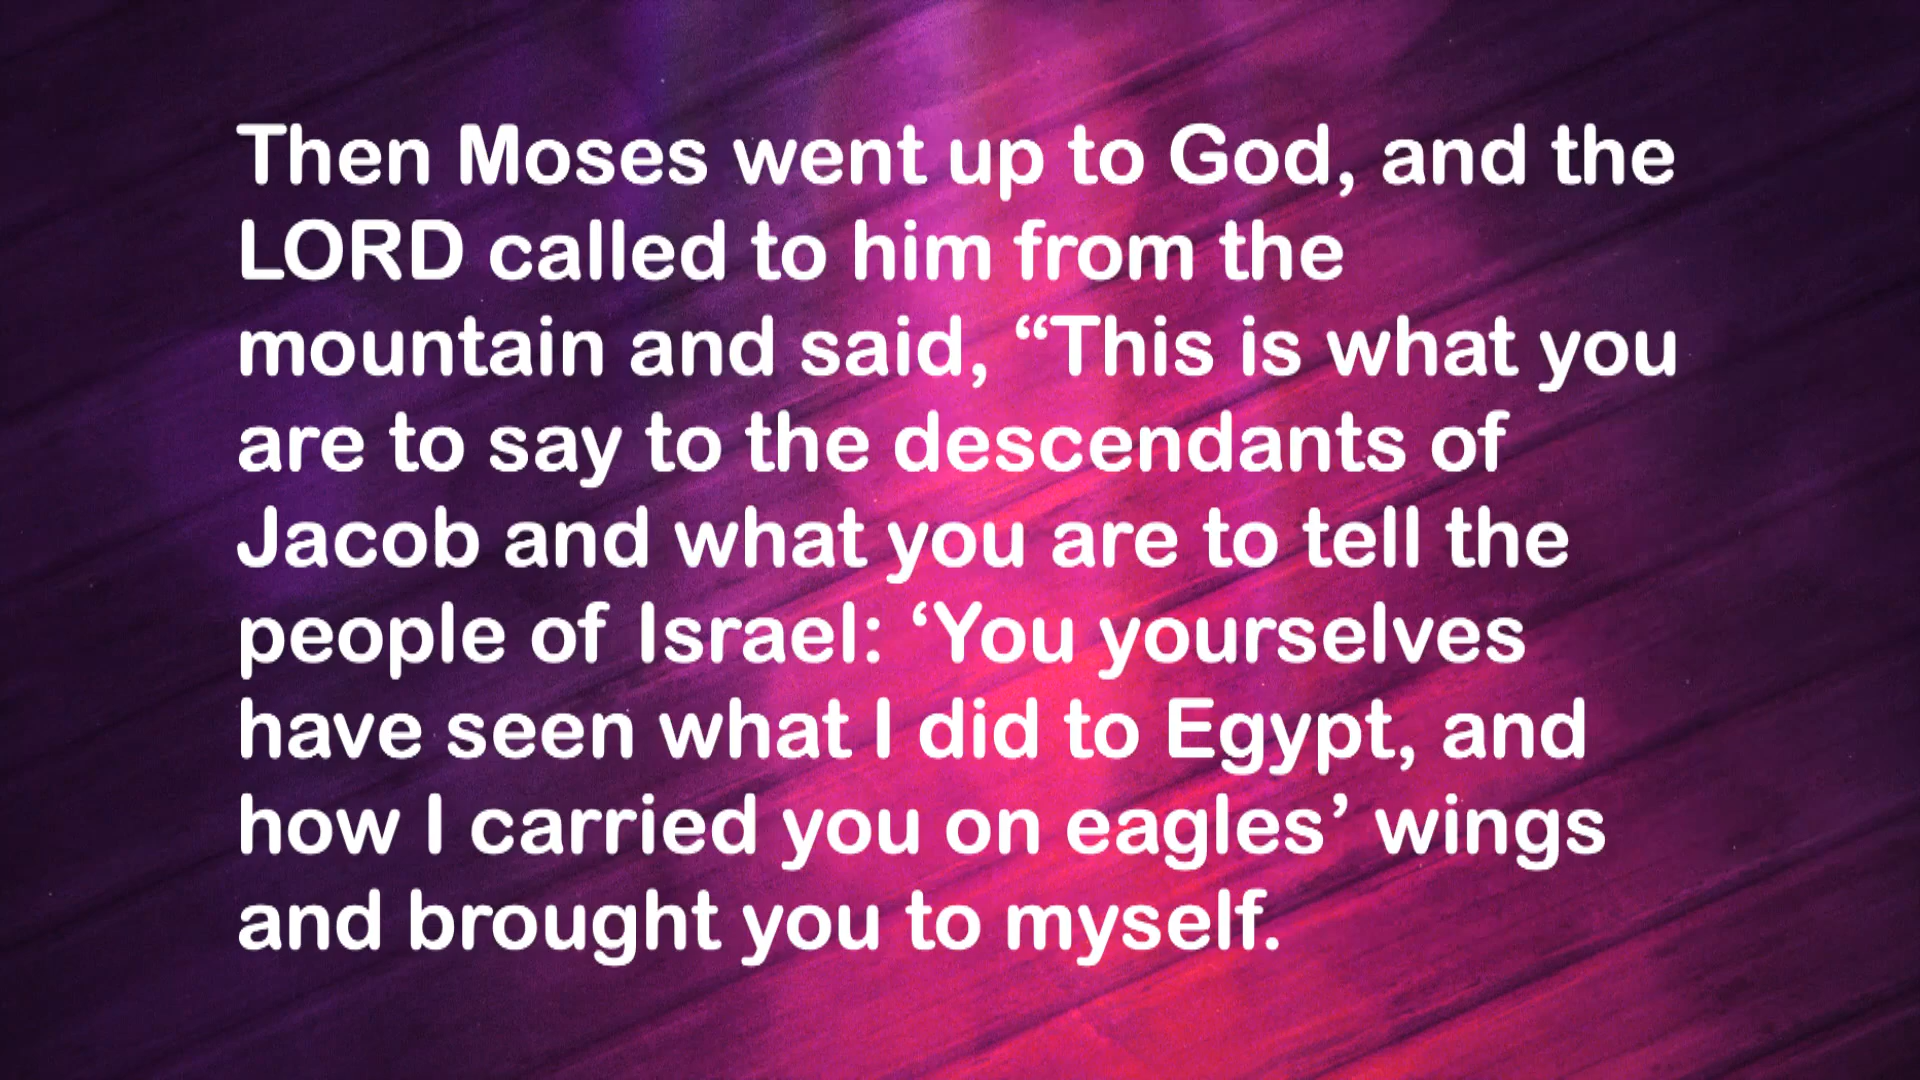 Then Moses went up to God, and the
LORD called to him from the
mountain and said, “This is what you
are to say to the descendants of
Jacob and what you are to tell the
people of Israel: ‘You yourselves
have seen what I did to Egypt, and
how I carried you on eagles’ wings
and brought you to myself.